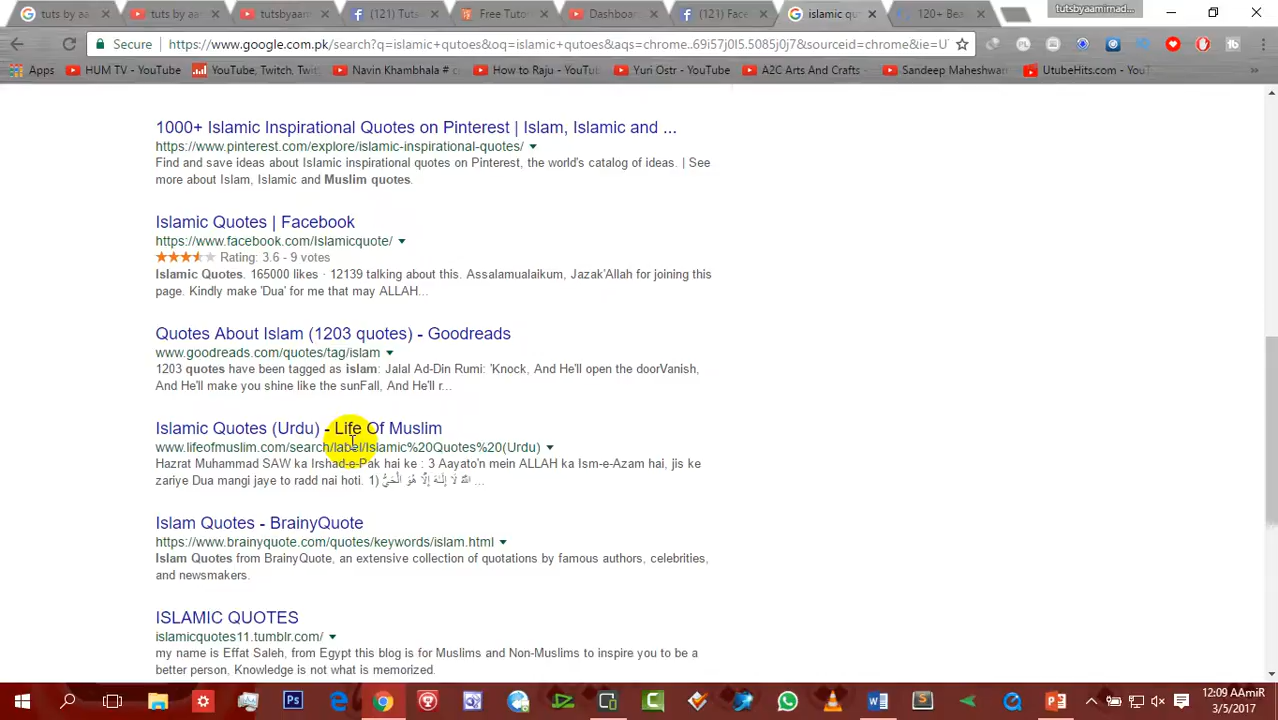 tuts by aa
tuts by aam
tutsbyaami
(121) Tuts
Free Tutor
Dashboar
(121) Face
islamic qu
120+ Bea
tutsbyaamirnad...
Secure
https://www.google.com.pk/search?q=islamic+qutoes&oq=islamic+qutoes&aqs=chrome..69i57j0l5.5085j0j7&sourceid=chrome&ie=U
Apps
HUM TV - YouTube
YouTube, Twitch, Twit
Navin Khambhala # c
How to Raju - YouTu
Yuri Ostr - YouTube
A2C Arts And Crafts -
Sandeep Maheshwar
UtubeHits.com - You
1000+ Islamic Inspirational Quotes on Pinterest | Islam, Islamic and ...
https://www.pinterest.com/explore/islamic-inspirational-quotes/
Find and save ideas about Islamic inspirational quotes on Pinterest, the world's catalog of ideas. | See
more about Islam, Islamic and Muslim quotes.
Islamic Quotes | Facebook
https://www.facebook.com/Islamicquote/
Rating: 3.6 - 9 votes
Islamic Quotes. 165000 likes · 12139 talking about this. Assalamualaikum, Jazak'Allah for joining this
page. Kindly make 'Dua' for me that may ALLAH...
Quotes About Islam (1203 quotes) - Goodreads
www.goodreads.com/quotes/tag/islam
1203 quotes have been tagged as islam: Jalal Ad-Din Rumi: 'Knock, And He'll open the doorVanish,
And He'll make you shine like the sunFall, And He'll r...
Islamic Quotes (Urdu) - Life Of Muslim
www.lifeofmuslim.com/search/label/Islamic%20Quotes%20(Urdu)
Hazrat Muhammad SAW ka Irshad-e-Pak hai ke : 3 Aayato'n mein ALLAH ka Ism-e-Azam hai, jis ke
zariye Dua mangi jaye to radd nai hoti. 1) اللَّهُ لَا إِلَٰهَ إِلَّا هُوَ الْحَيُّ ...
Islam Quotes - BrainyQuote
https://www.brainyquote.com/quotes/keywords/islam.html
Islam Quotes from BrainyQuote, an extensive collection of quotations by famous authors, celebrities,
and newsmakers.
ISLAMIC QUOTES
islamicquotes11.tumblr.com/
my name is Effat Saleh, from Egypt this blog is for Muslims and Non-Muslims to inspire you to be a
better person, Knowledge is not what is memorized.
12:09 AAmiR
3/5/2017